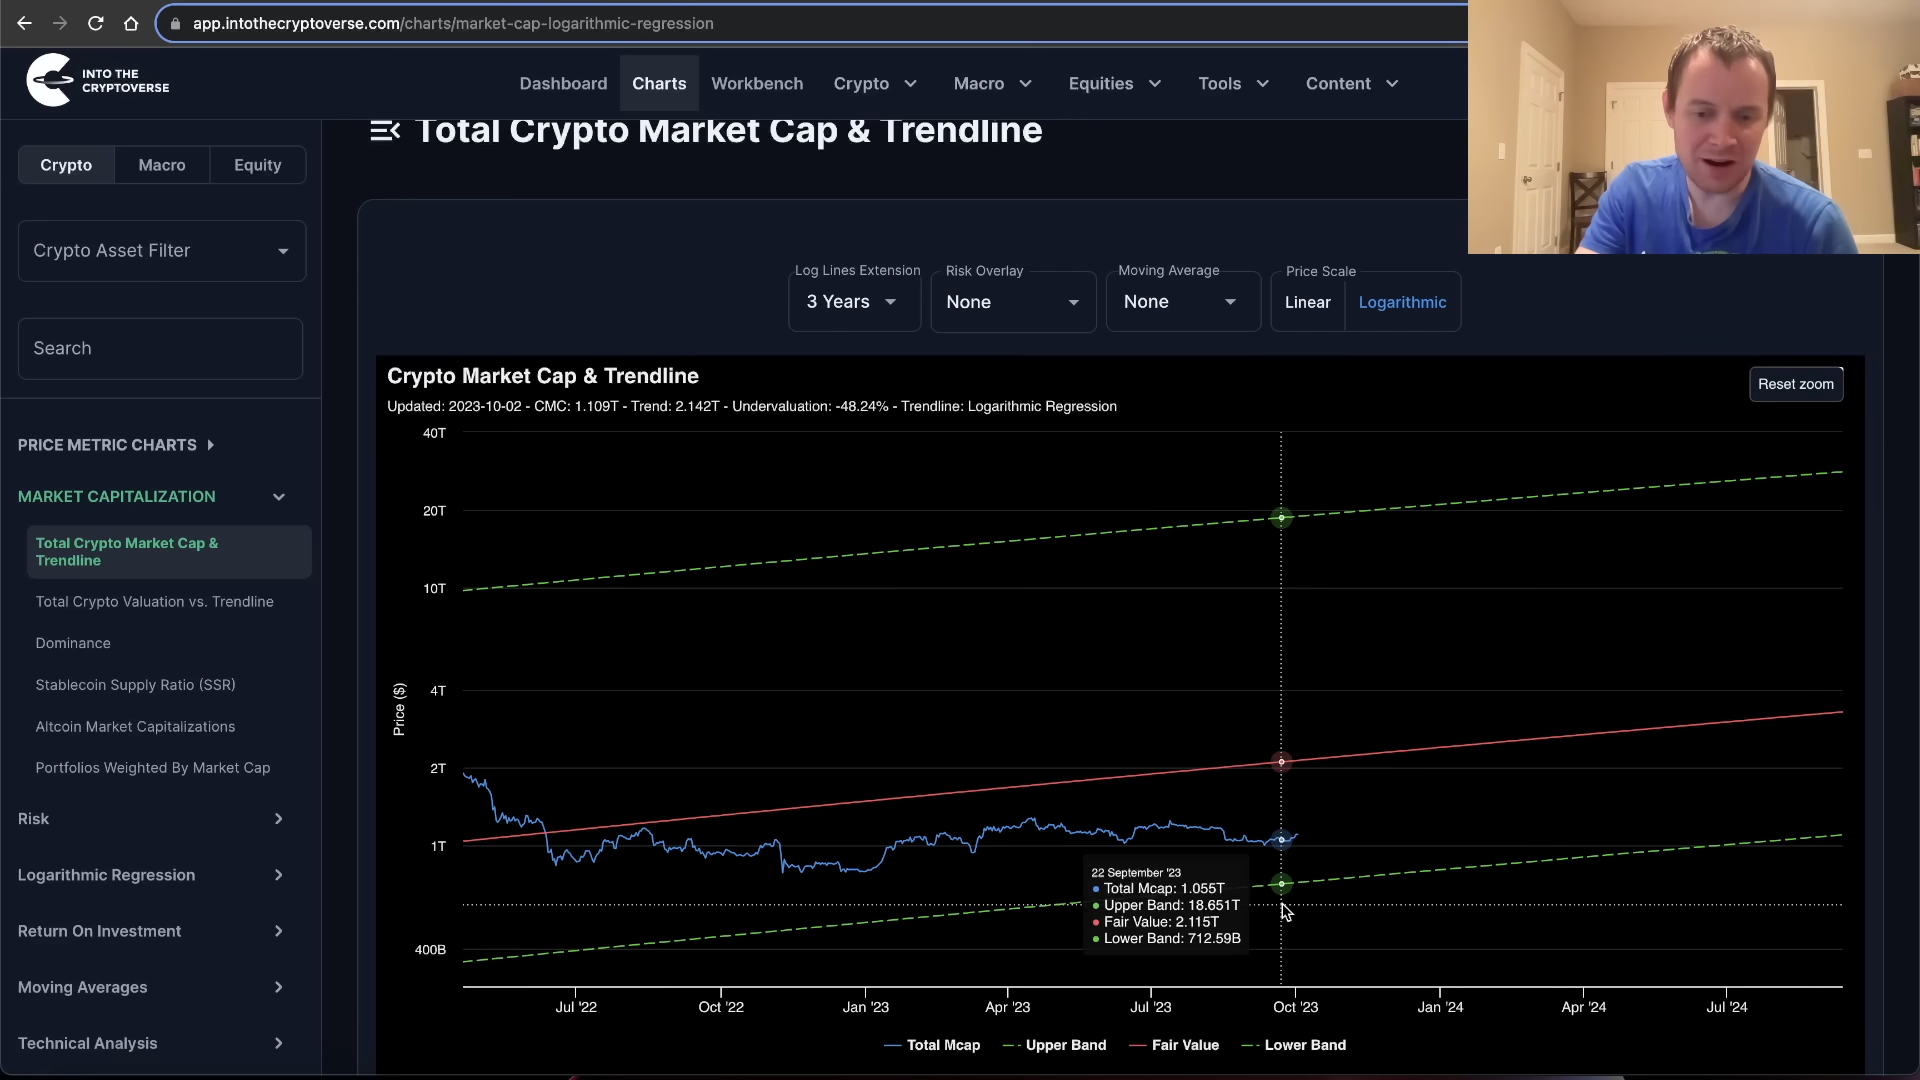 app.intothecryptoverse.com/charts/market-cap-logarithmic-regression
INTO THE
CRYPTOVERSE
Dashboard
Charts
Workbench
Crypto
Macro
Equities
Tools
Content
Total Crypto Market Cap & Trendline
Crypto
Macro
Equity
Crypto Asset Filter
Search
PRICE METRIC CHARTS
MARKET CAPITALIZATION
Total Crypto Market Cap &
Trendline
Total Crypto Valuation vs. Trendline
Dominance
Stablecoin Supply Ratio (SSR)
Altcoin Market Capitalizations
Portfolios Weighted By Market Cap
Risk
Logarithmic Regression
Return On Investment
Moving Averages
Technical Analysis
Log Lines Extension
3 Years
Risk Overlay
None
Moving Average
None
Price Scale
Linear
Logarithmic
Crypto Market Cap & Trendline
Reset zoom
Updated: 2023-10-02 - CMC: 1.109T - Trend: 2.142T - Undervaluation: -48.24% - Trendline: Logarithmic Regression
40T
20T
10T
4T
2T
1T
400B
Price ($)
22 September '23
Total Mcap: 1.055T
Upper Band: 18.651T
Fair Value: 2.115T
Lower Band: 712.59B
Jul '22
Oct '22
Jan '23
Apr '23
Jul '23
Oct '23
Jan '24
Apr '24
Jul '24
Total Mcap
Upper Band
Fair Value
Lower Band